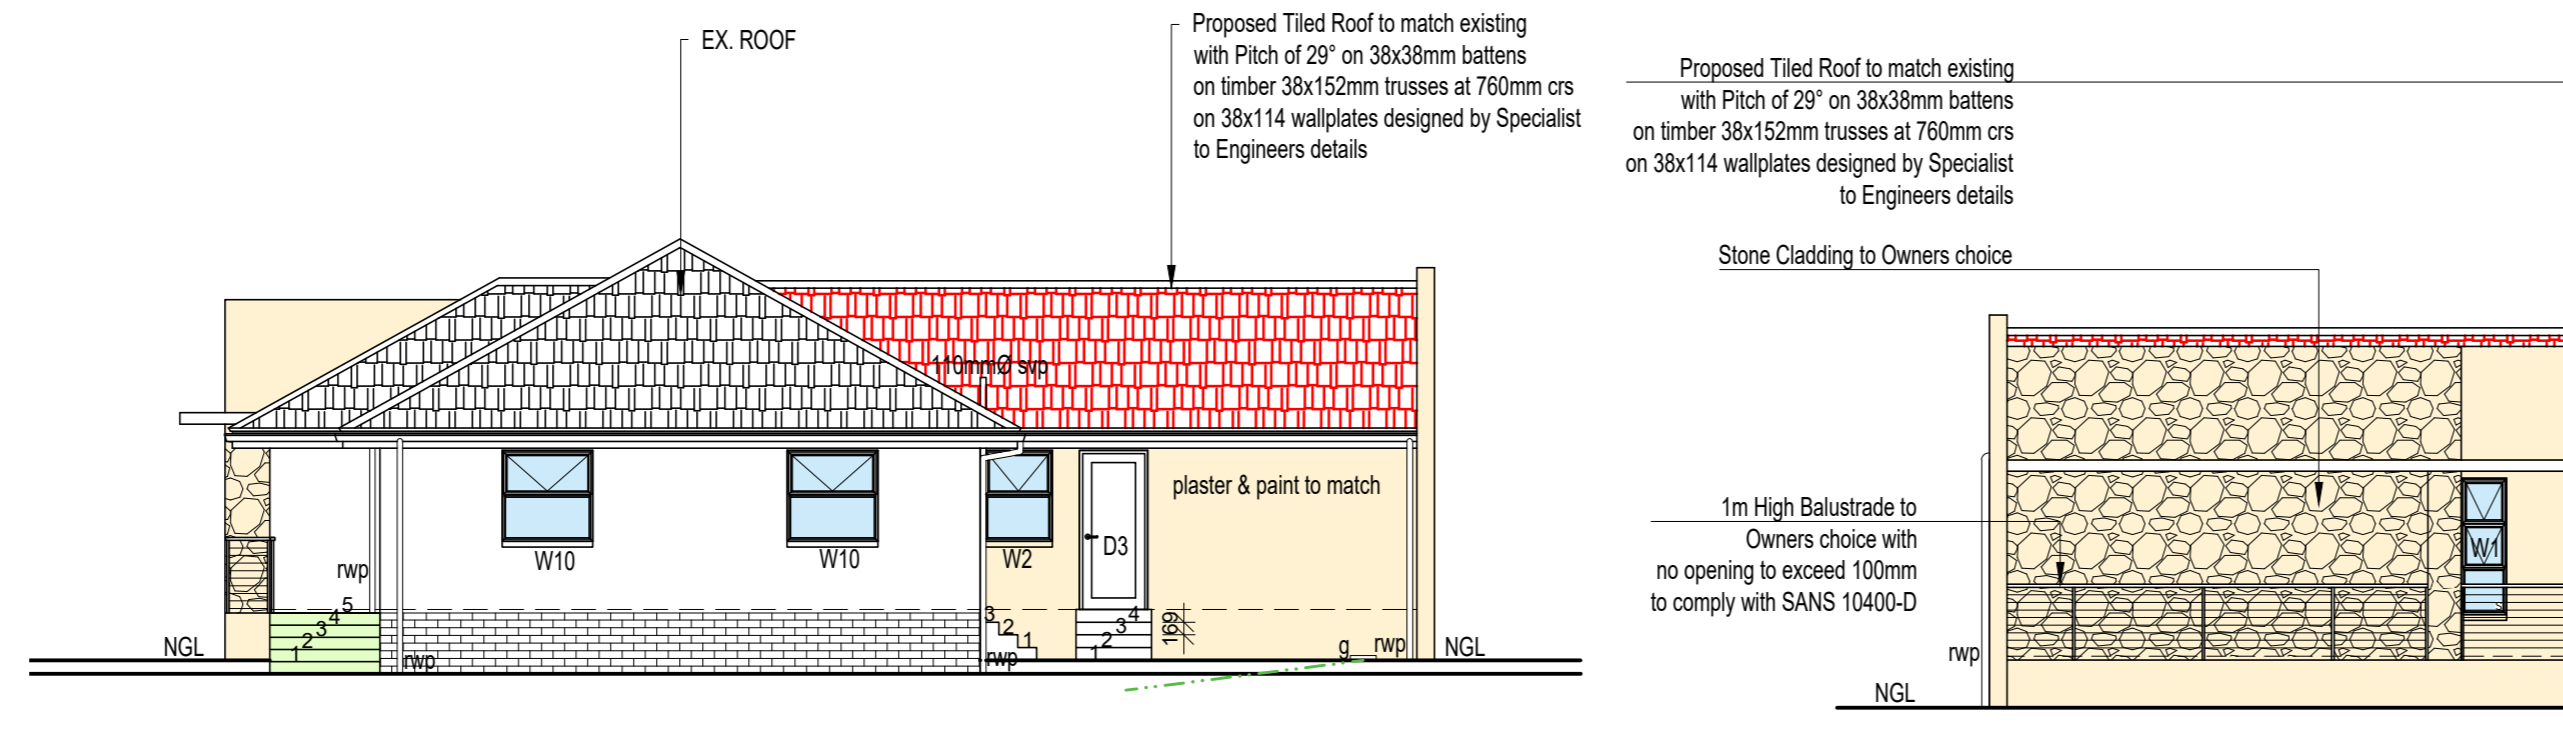 EX. ROOF
Proposed Tiled Roof to match existing
with Pitch of 29° on 38x38mm battens
on timber 38x152mm trusses at 760mm crs
on 38x114 wallplates designed by Specialist
to Engineers details
110mmØ svp
plaster & paint to match
W10
W10
W2
D3
rwp
5
4
3
2
1
3
2
1
4
3
2
1
169
NGL
rwp
rwp
g
rwp
NGL
Proposed Tiled Roof to match existing
with Pitch of 29° on 38x38mm battens
on timber 38x152mm trusses at 760mm crs
on 38x114 wallplates designed by Specialist
to Engineers details
Stone Cladding to Owners choice
1m High Balustrade to
Owners choice with
no opening to exceed 100mm
to comply with SANS 10400-D
W1
s
rwp
NGL